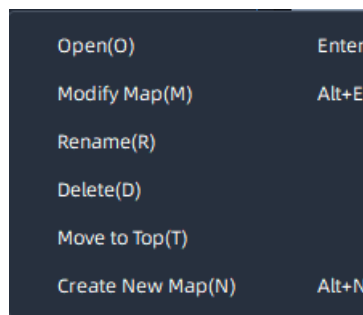 Open(O) Enter
Modify Map(M) Alt+E
Rename(R)
Delete(D)
Move to Top(T)
Create New Map(N) Alt+N